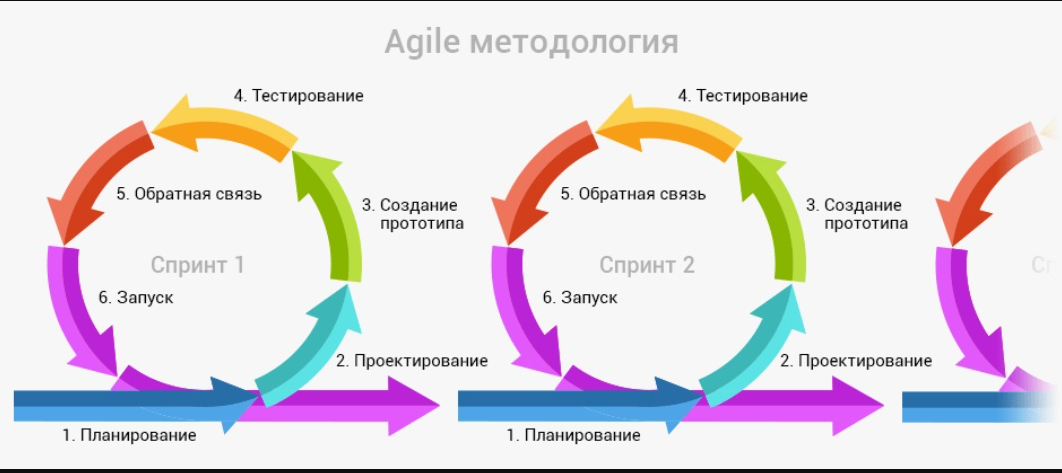 Agile методология
4. Тестирование
5. Обратная связь
3. Создание
прототипа
Спринт 1
6. Запуск
2. Проектирование
1. Планирование
4. Тестирование
5. Обратная связь
3. Создание
прототипа
Спринт 2
6. Запуск
2. Проектирование
1. Планирование
Сп